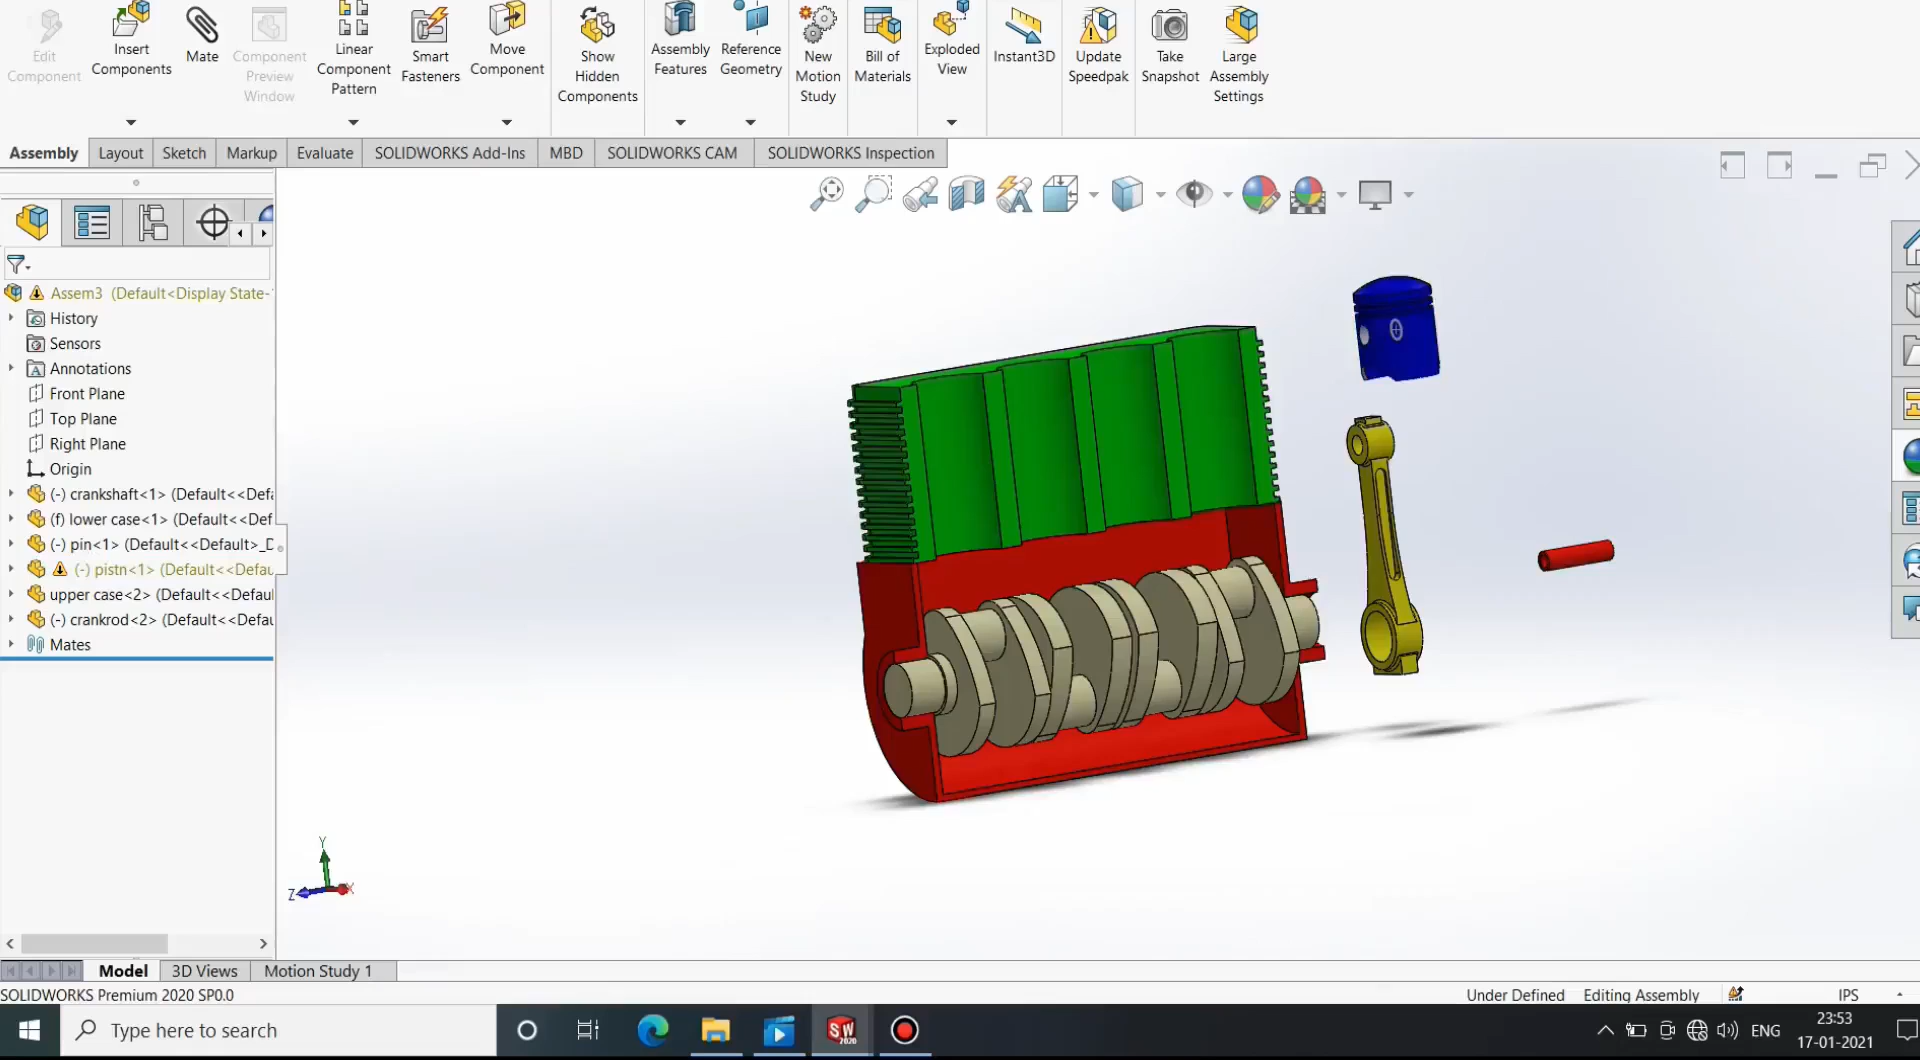 Edit
Component
Insert
Components
Mate
Component
Preview
Window
Linear
Component
Pattern
Smart
Fasteners
Move
Component
Show
Hidden
Components
Assembly
Features
Reference
Geometry
New
Motion
Study
Bill of
Materials
Exploded
View
Instant3D
Update
Speedpak
Take
Snapshot
Large
Assembly
Settings
Assembly Layout Sketch Markup Evaluate SOLIDWORKS Add-Ins MBD SOLIDWORKS CAM SOLIDWORKS Inspection
Assem3 (Default<Display State-
History
Sensors
Annotations
Front Plane
Top Plane
Right Plane
Origin
(-) crankshaft<1> (Default<<Defa
(f) lower case<1> (Default<<Def
(-) pin<1> (Default<<Default>_D
(-) pistn<1> (Default<<Defau
upper case<2> (Default<<Defaul
(-) crankrod<2> (Default<<Defau
Mates
Y
Z X
Model 3D Views Motion Study 1
SOLIDWORKS Premium 2020 SP0.0 Under Defined Editing Assembly IPS
Type here to search
SW
2020
ENG
23:53
17-01-2021